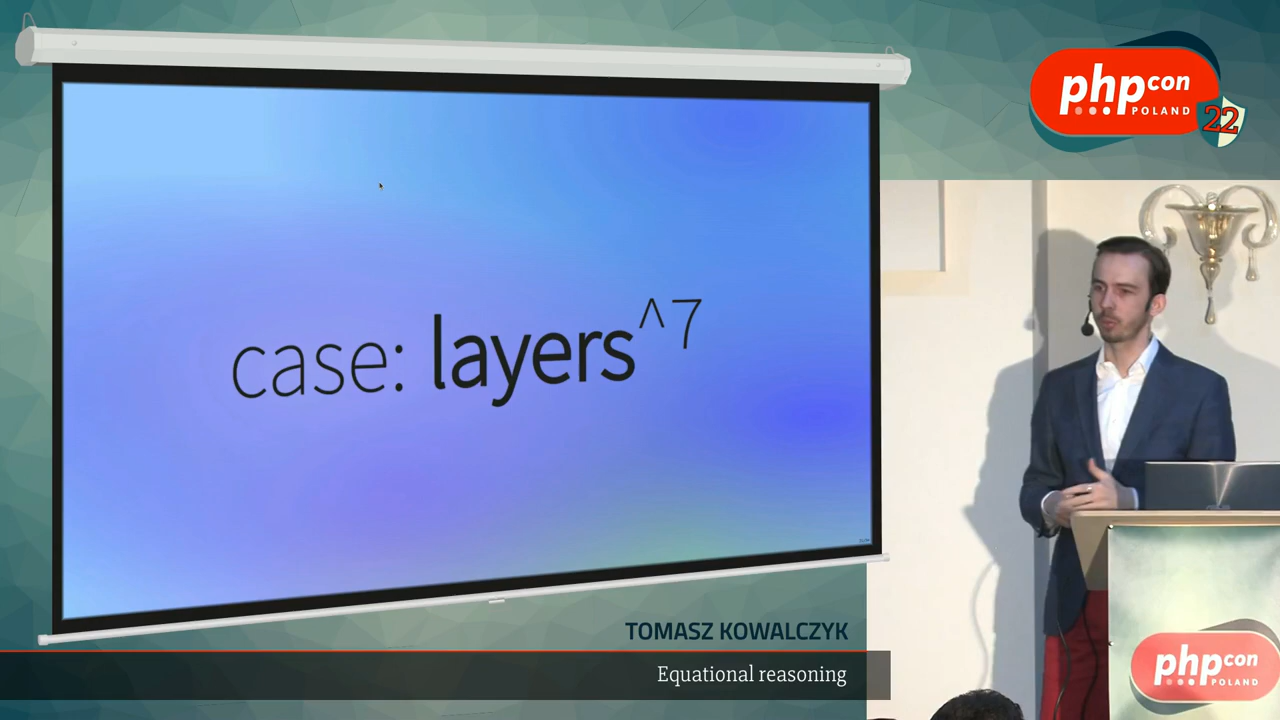 case: layers^7
php con
POLAND
22
TOMASZ KOWALCZYK
Equational reasoning
php con
POLAND